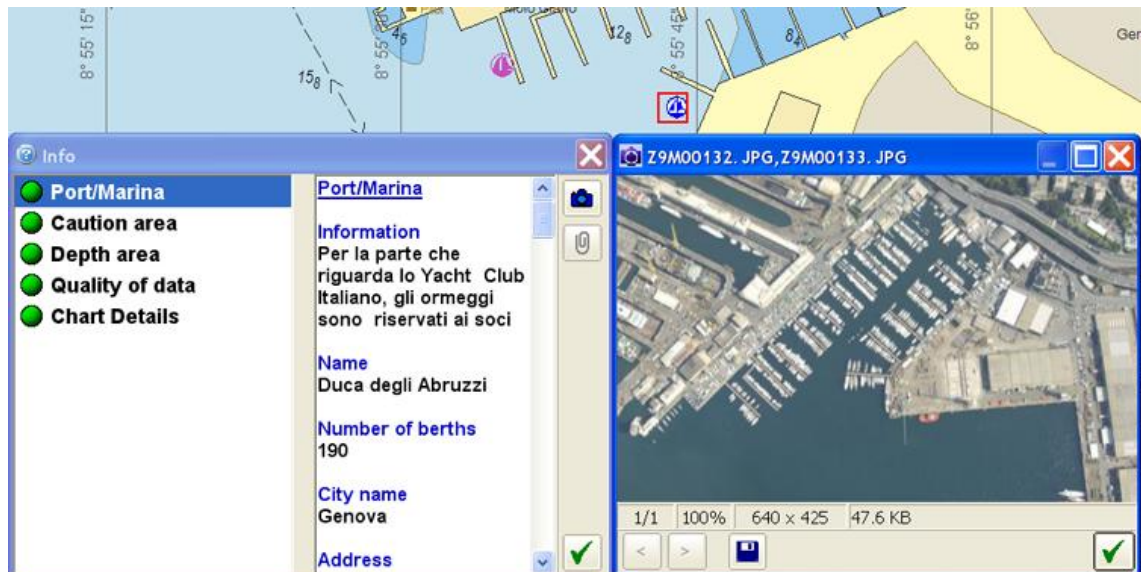 8° 55' 15"
15₈
4₆
Molo Giano
12₈
8° 55' 45"
8₄
8° 56'
Ger
Info
Port/Marina
Caution area
Depth area
Quality of data
Chart Details
Port/Marina
Information
Per la parte che
riguarda lo Yacht Club
Italiano, gli ormeggi
sono riservati ai soci
Name
Duca degli Abruzzi
Number of berths
190
City name
Genova
Address
Z9M00132. JPG,Z9M00133. JPG
1/1 100% 640 x 425 47.6 KB
< >